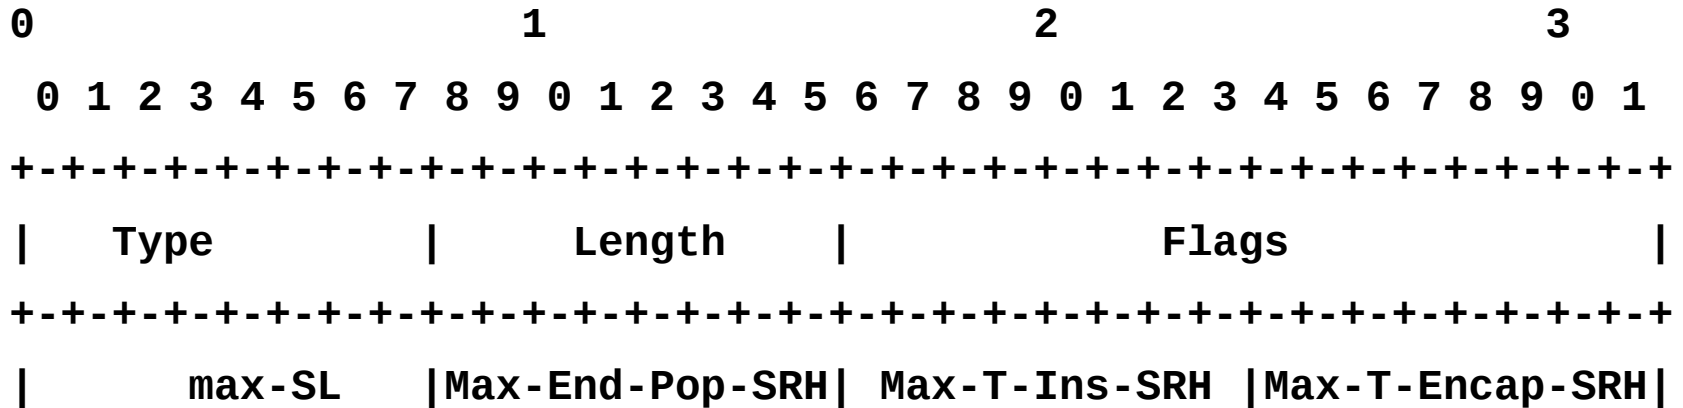 0                   1                   2                   3
 0 1 2 3 4 5 6 7 8 9 0 1 2 3 4 5 6 7 8 9 0 1 2 3 4 5 6 7 8 9 0 1
+-+-+-+-+-+-+-+-+-+-+-+-+-+-+-+-+-+-+-+-+-+-+-+-+-+-+-+-+-+-+-+-+
|   Type        |     Length    |            Flags              |
+-+-+-+-+-+-+-+-+-+-+-+-+-+-+-+-+-+-+-+-+-+-+-+-+-+-+-+-+-+-+-+-+
|      max-SL   |Max-End-Pop-SRH| Max-T-Ins-SRH |Max-T-Encap-SRH|